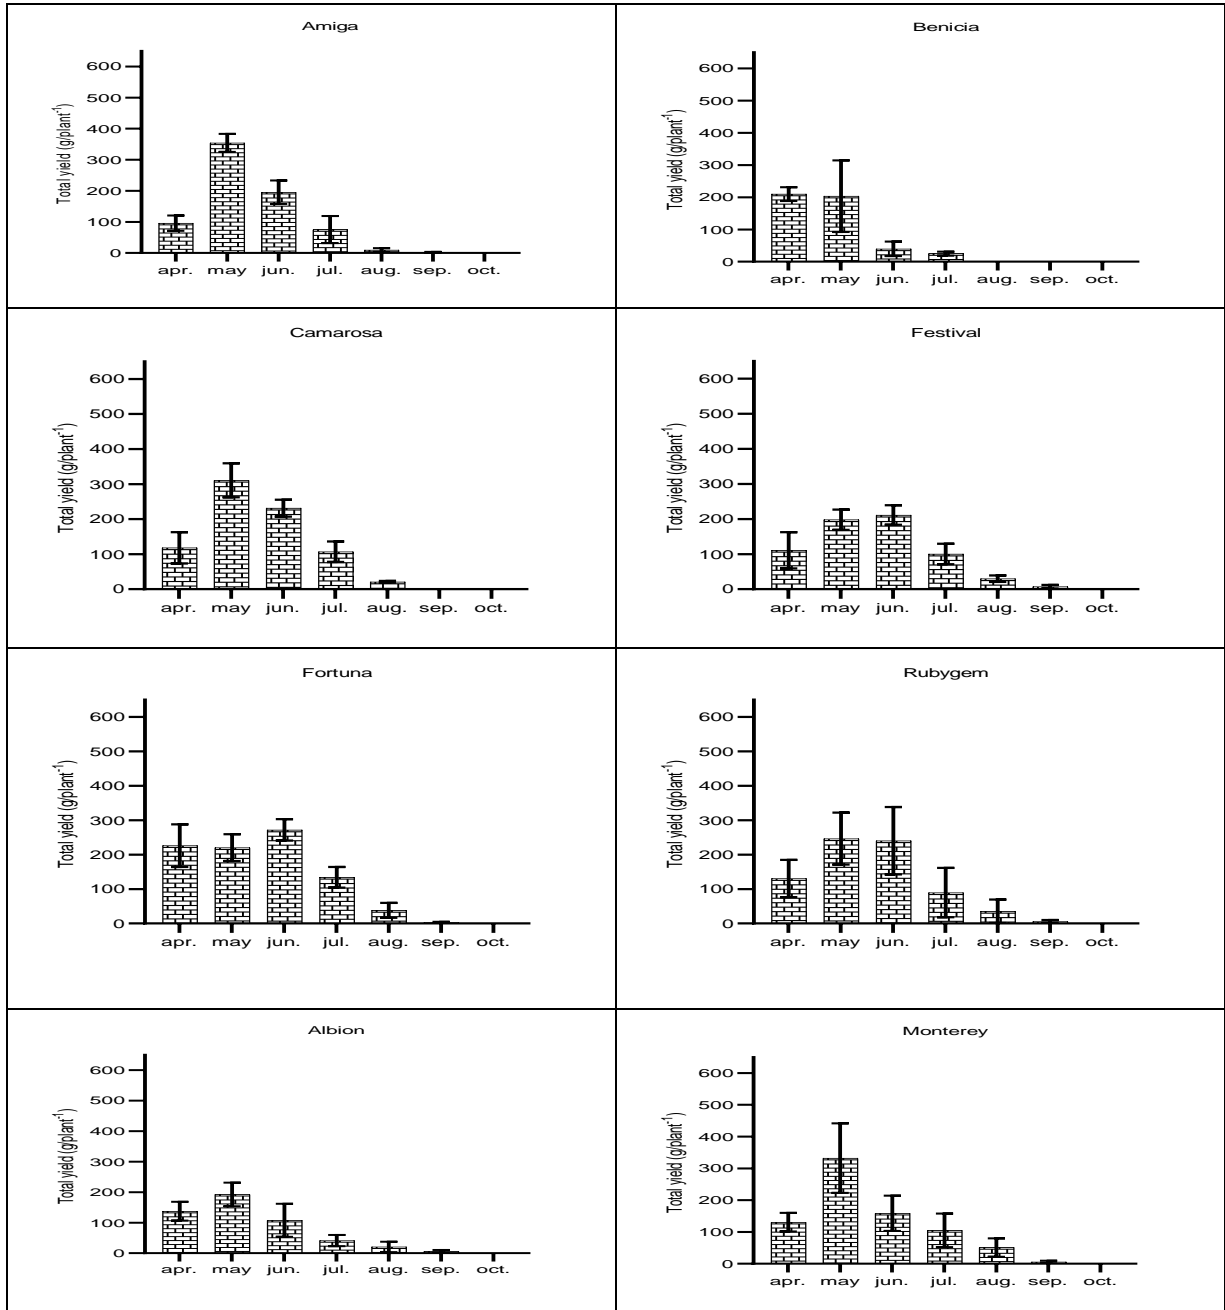 Amiga
Total yield (g/plant⁻¹)
600
500
400
300
200
100
0
apr. may jun. jul. aug. sep. oct.
Benicia
Total yield (g/plant⁻¹)
600
500
400
300
200
100
0
apr. may jun. jul. aug. sep. oct.
Camarosa
Total yield (g/plant⁻¹)
600
500
400
300
200
100
0
apr. may jun. jul. aug. sep. oct.
Festival
Total yield (g/plant⁻¹)
600
500
400
300
200
100
0
apr. may jun. jul. aug. sep. oct.
Fortuna
Total yield (g/plant⁻¹)
600
500
400
300
200
100
0
apr. may jun. jul. aug. sep. oct.
Rubygem
Total yield (g/plant⁻¹)
600
500
400
300
200
100
0
apr. may jun. jul. aug. sep. oct.
Albion
Total yield (g/plant⁻¹)
600
500
400
300
200
100
0
apr. may jun. jul. aug. sep. oct.
Monterey
Total yield (g/plant⁻¹)
600
500
400
300
200
100
0
apr. may jun. jul. aug. sep. oct.